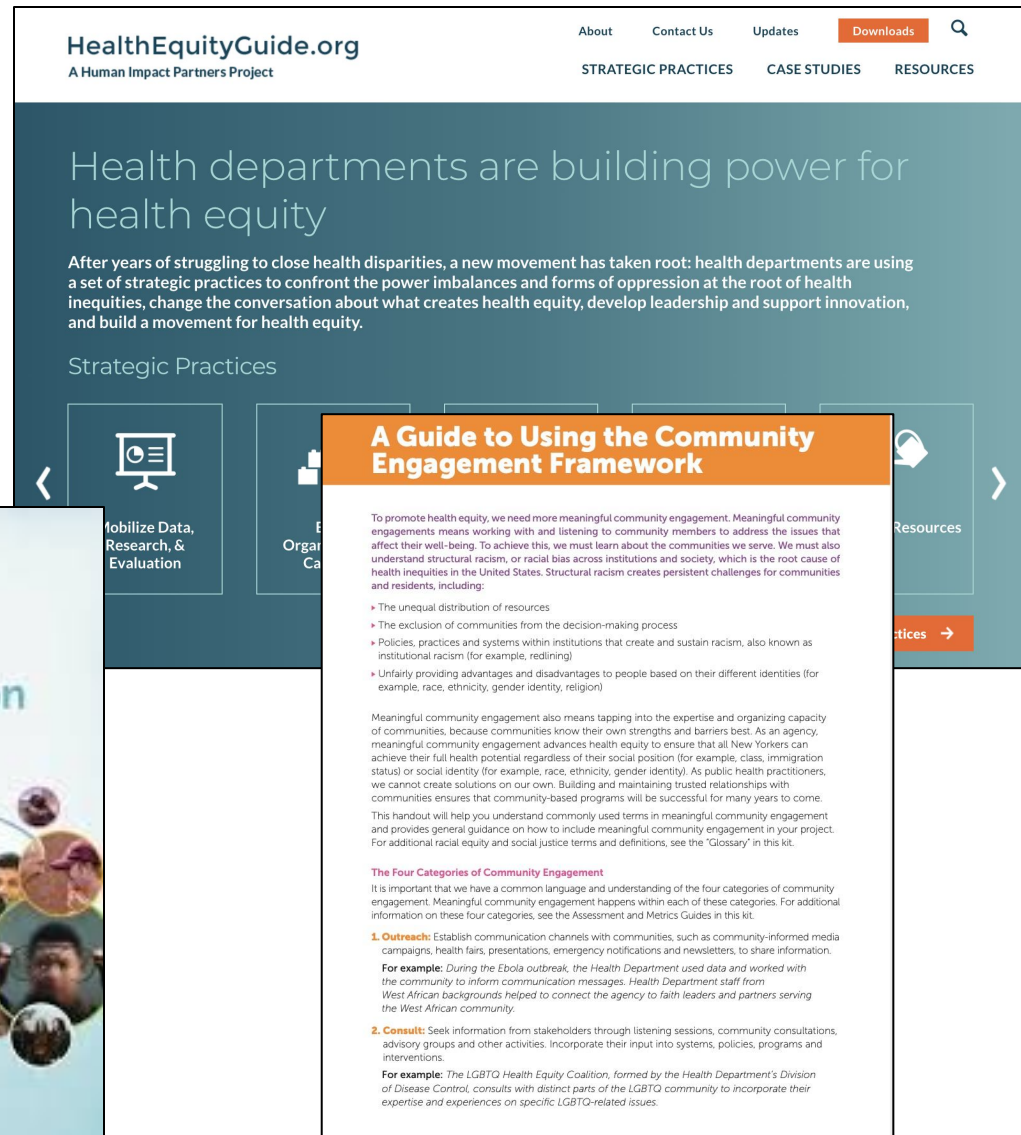 HealthEquityGuide.org
A Human Impact Partners Project
About Contact Us Updates Downloads
STRATEGIC PRACTICES CASE STUDIES RESOURCES
Health departments are building power for
health equity
After years of struggling to close health disparities, a new movement has taken root: health departments are using
a set of strategic practices to confront the power imbalances and forms of oppression at the root of health
inequities, change the conversation about what creates health equity, develop leadership and support innovation,
and build a movement for health equity.
Strategic Practices
Mobilize Data,
Research, &
Evaluation
Resources
A Guide to Using the Community
Engagement Framework
To promote health equity, we need more meaningful community engagement. Meaningful community
engagements means working with and listening to community members to address the issues that
affect their well-being. To achieve this, we must learn about the communities we serve. We must also
understand structural racism, or racial bias across institutions and society, which is the root cause of
health inequities in the United States. Structural racism creates persistent challenges for communities
and residents, including:
▸ The unequal distribution of resources
▸ The exclusion of communities from the decision-making process
▸ Policies, practices and systems within institutions that create and sustain racism, also known as
institutional racism (for example, redlining)
▸ Unfairly providing advantages and disadvantages to people based on their different identities (for
example, race, ethnicity, gender identity, religion)
Meaningful community engagement also means tapping into the expertise and organizing capacity
of communities, because communities know their own strengths and barriers best. As an agency,
meaningful community engagement advances health equity to ensure that all New Yorkers can
achieve their full health potential regardless of their social position (for example, class, immigration
status) or social identity (for example, race, ethnicity, gender identity). As public health practitioners,
we cannot create solutions on our own. Building and maintaining trusted relationships with
communities ensures that community-based programs will be successful for many years to come.
This handout will help you understand commonly used terms in meaningful community engagement
and provides general guidance on how to include meaningful community engagement in your project.
For additional racial equity and social justice terms and definitions, see the "Glossary" in this kit.
The Four Categories of Community Engagement
It is important that we have a common language and understanding of the four categories of community
engagement. Meaningful community engagement happens within each of these categories. For additional
information on these four categories, see the Assessment and Metrics Guides in this kit.
1. Outreach: Establish communication channels with communities, such as community-informed media
campaigns, health fairs, presentations, emergency notifications and newsletters, to share information.
For example: During the Ebola outbreak, the Health Department used data and worked with
the community to inform communication messages. Health Department staff from
West African backgrounds helped to connect the agency to faith leaders and partners serving
the West African community.
2. Consult: Seek information from stakeholders through listening sessions, community consultations,
advisory groups and other activities. Incorporate their input into systems, policies, programs and
interventions.
For example: The LGBTQ Health Equity Coalition, formed by the Health Department's Division
of Disease Control, consults with distinct parts of the LGBTQ community to incorporate their
expertise and experiences on specific LGBTQ-related issues.